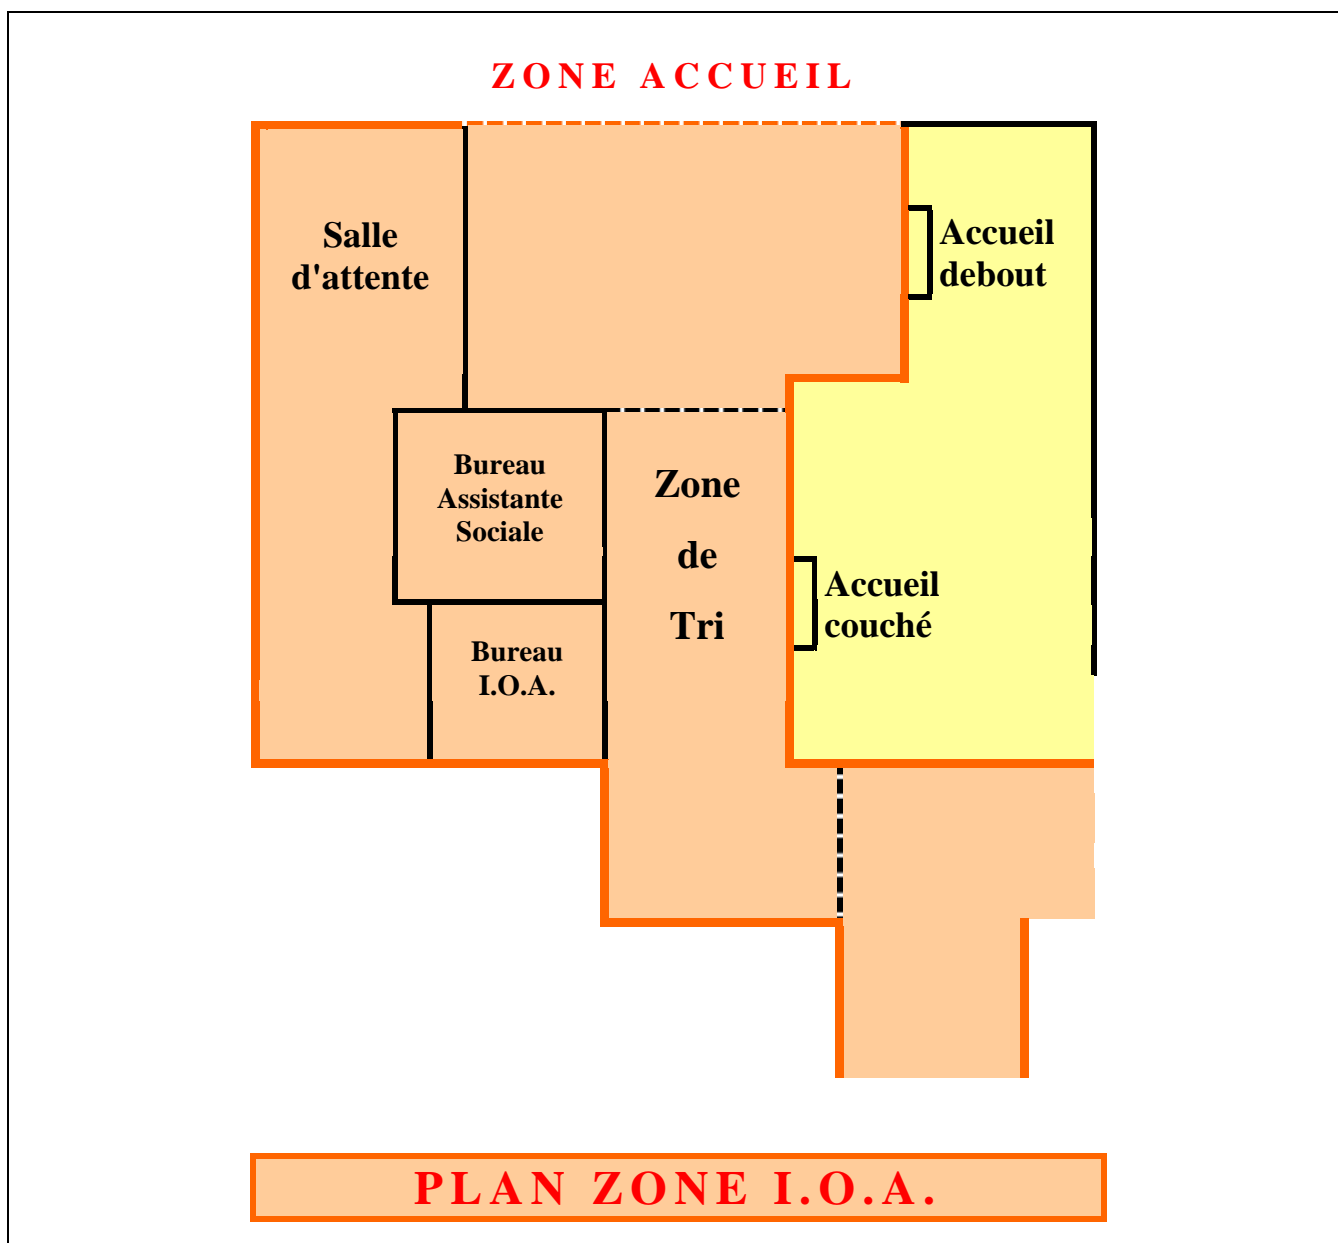 ZONE ACCUEIL
Salle
d'attente
Accueil
debout
Bureau
Assistante
Sociale
Zone
de
Tri
Accueil
couché
Bureau
I.O.A.
PLAN ZONE I.O.A.